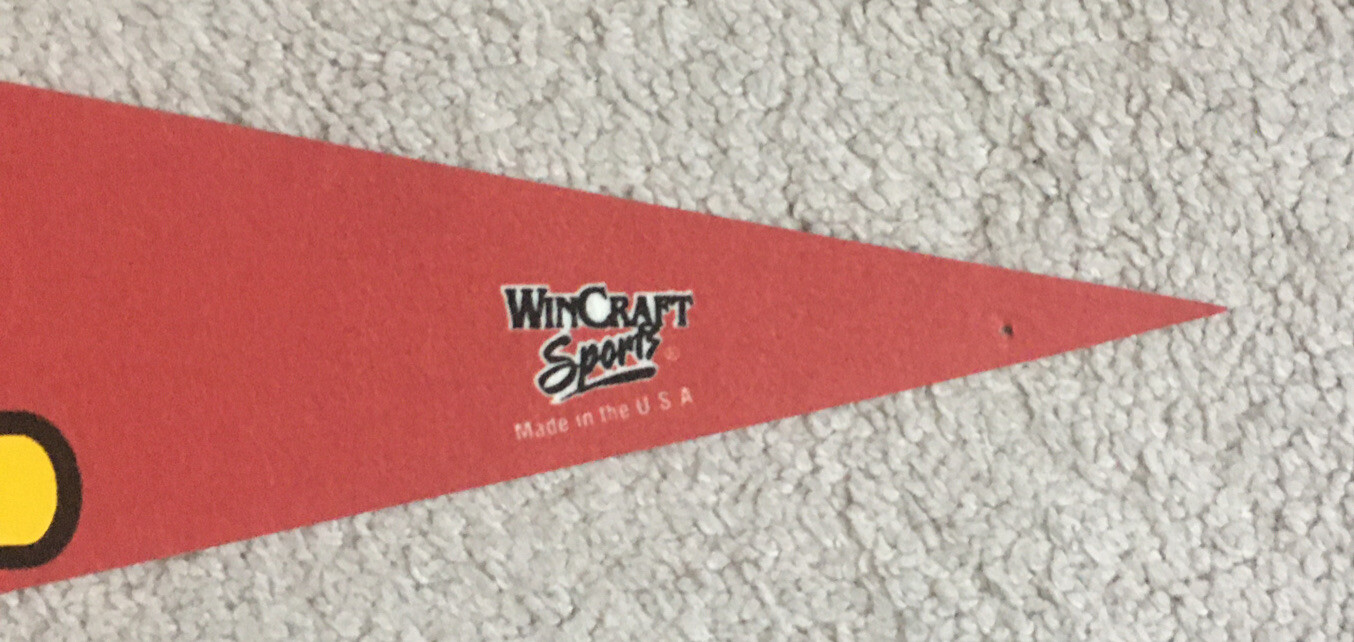 WINCRAFT
Sports®
Made in the U S A